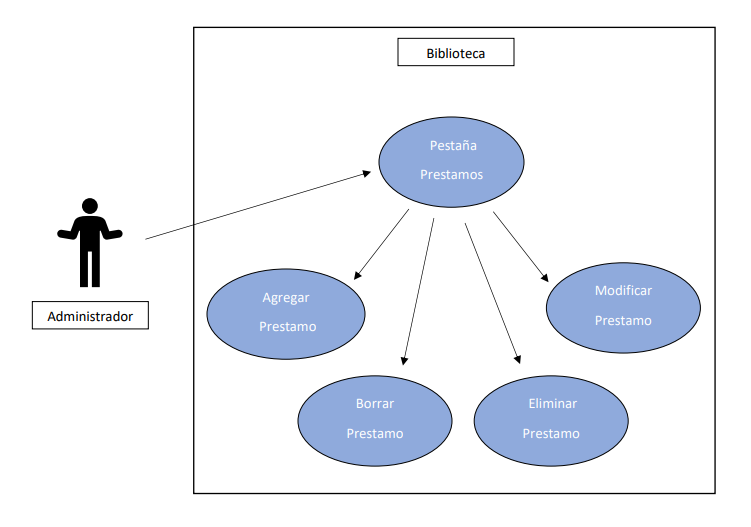 Biblioteca
Pestaña
Prestamos
Administrador
Agregar
Prestamo
Modificar
Prestamo
Borrar
Prestamo
Eliminar
Prestamo